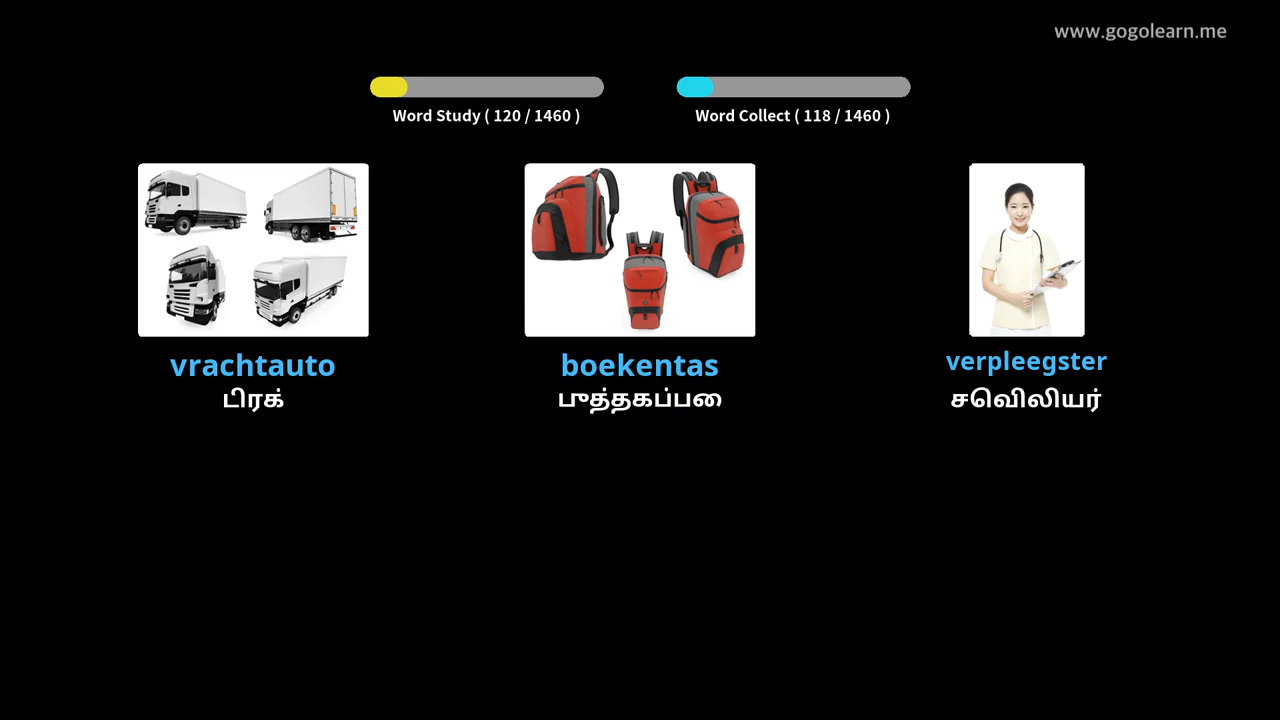 www.gogolearn.me
Word Study ( 120 / 1460 )
Word Collect ( 118 / 1460 )
vrachtauto
boekentas
verpleegster
டிரக்
புத்தகப்பை
செவிலியர்